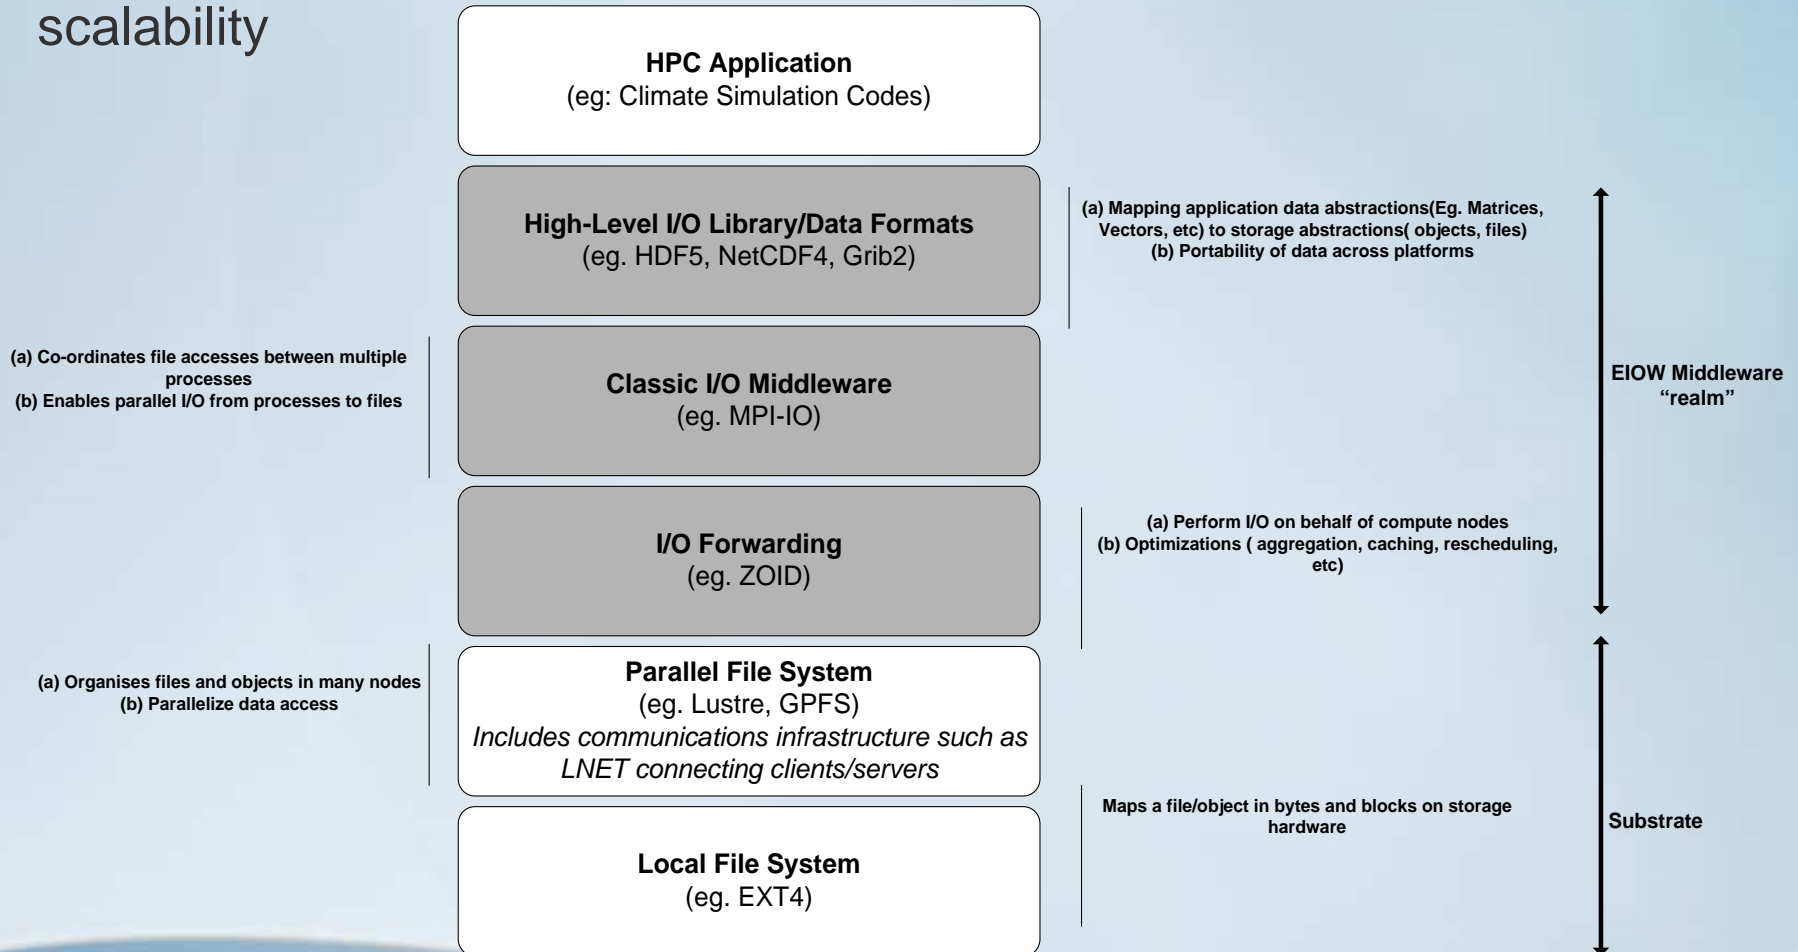 scalability
HPC Application
(eg: Climate Simulation Codes)
High-Level I/O Library/Data Formats
(eg. HDF5, NetCDF4, Grib2)
(a) Mapping application data abstractions(Eg. Matrices,
Vectors, etc) to storage abstractions( objects, files)
(b) Portability of data across platforms
(a) Co-ordinates file accesses between multiple
processes
(b) Enables parallel I/O from processes to files
Classic I/O Middleware
(eg. MPI-IO)
EIOW Middleware
“realm”
I/O Forwarding
(eg. ZOID)
(a) Perform I/O on behalf of compute nodes
(b) Optimizations ( aggregation, caching, rescheduling,
etc)
(a) Organises files and objects in many nodes
(b) Parallelize data access
Parallel File System
(eg. Lustre, GPFS)
Includes communications infrastructure such as
LNET connecting clients/servers
Maps a file/object in bytes and blocks on storage
hardware
Substrate
Local File System
(eg. EXT4)